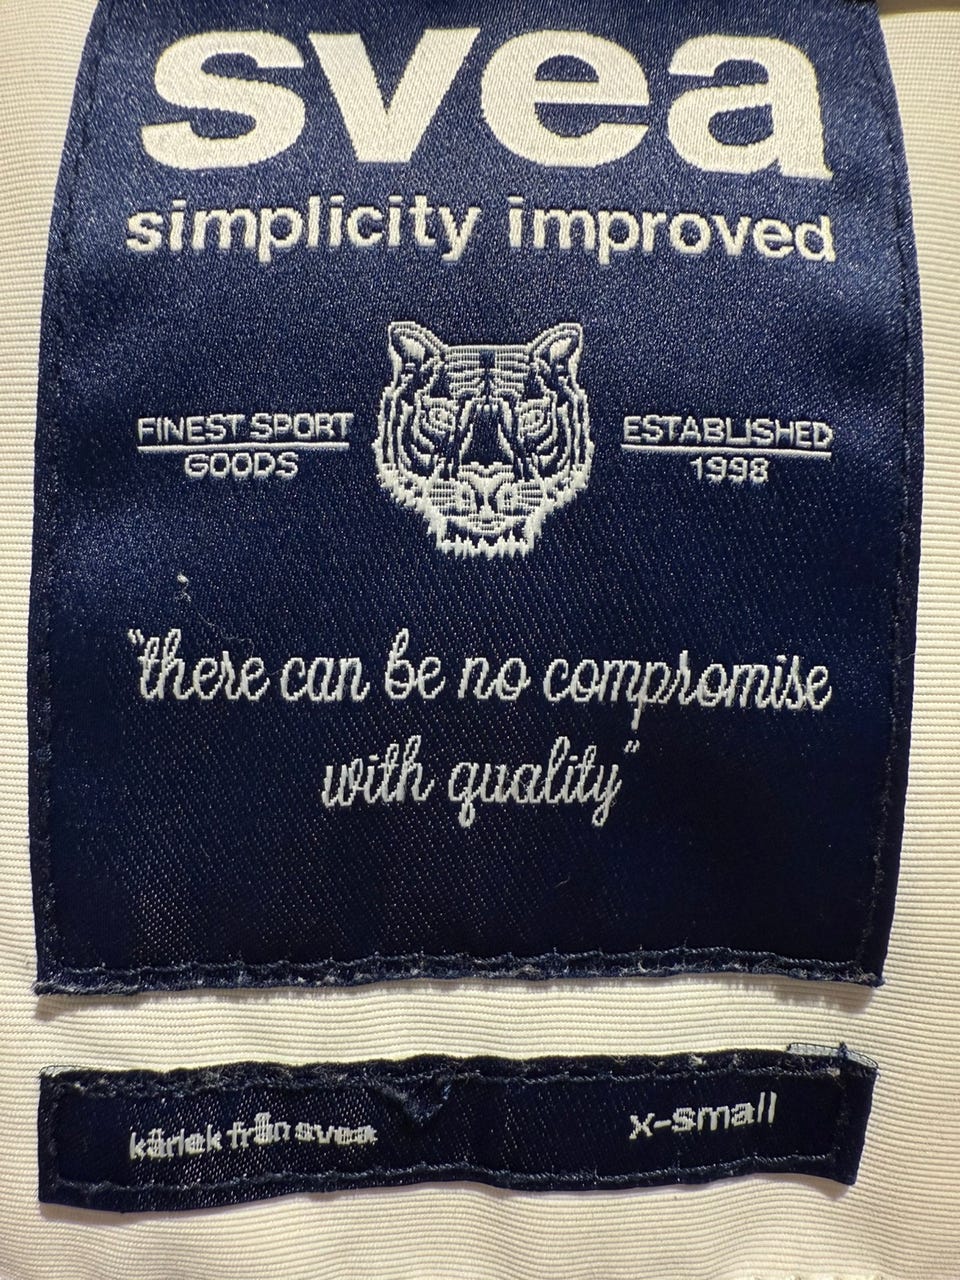 svea
simplicity improved
FINEST SPORT
GOODS
ESTABLISHED
1998
"there can be no compromise
with quality"
kärlek från svea
x-small